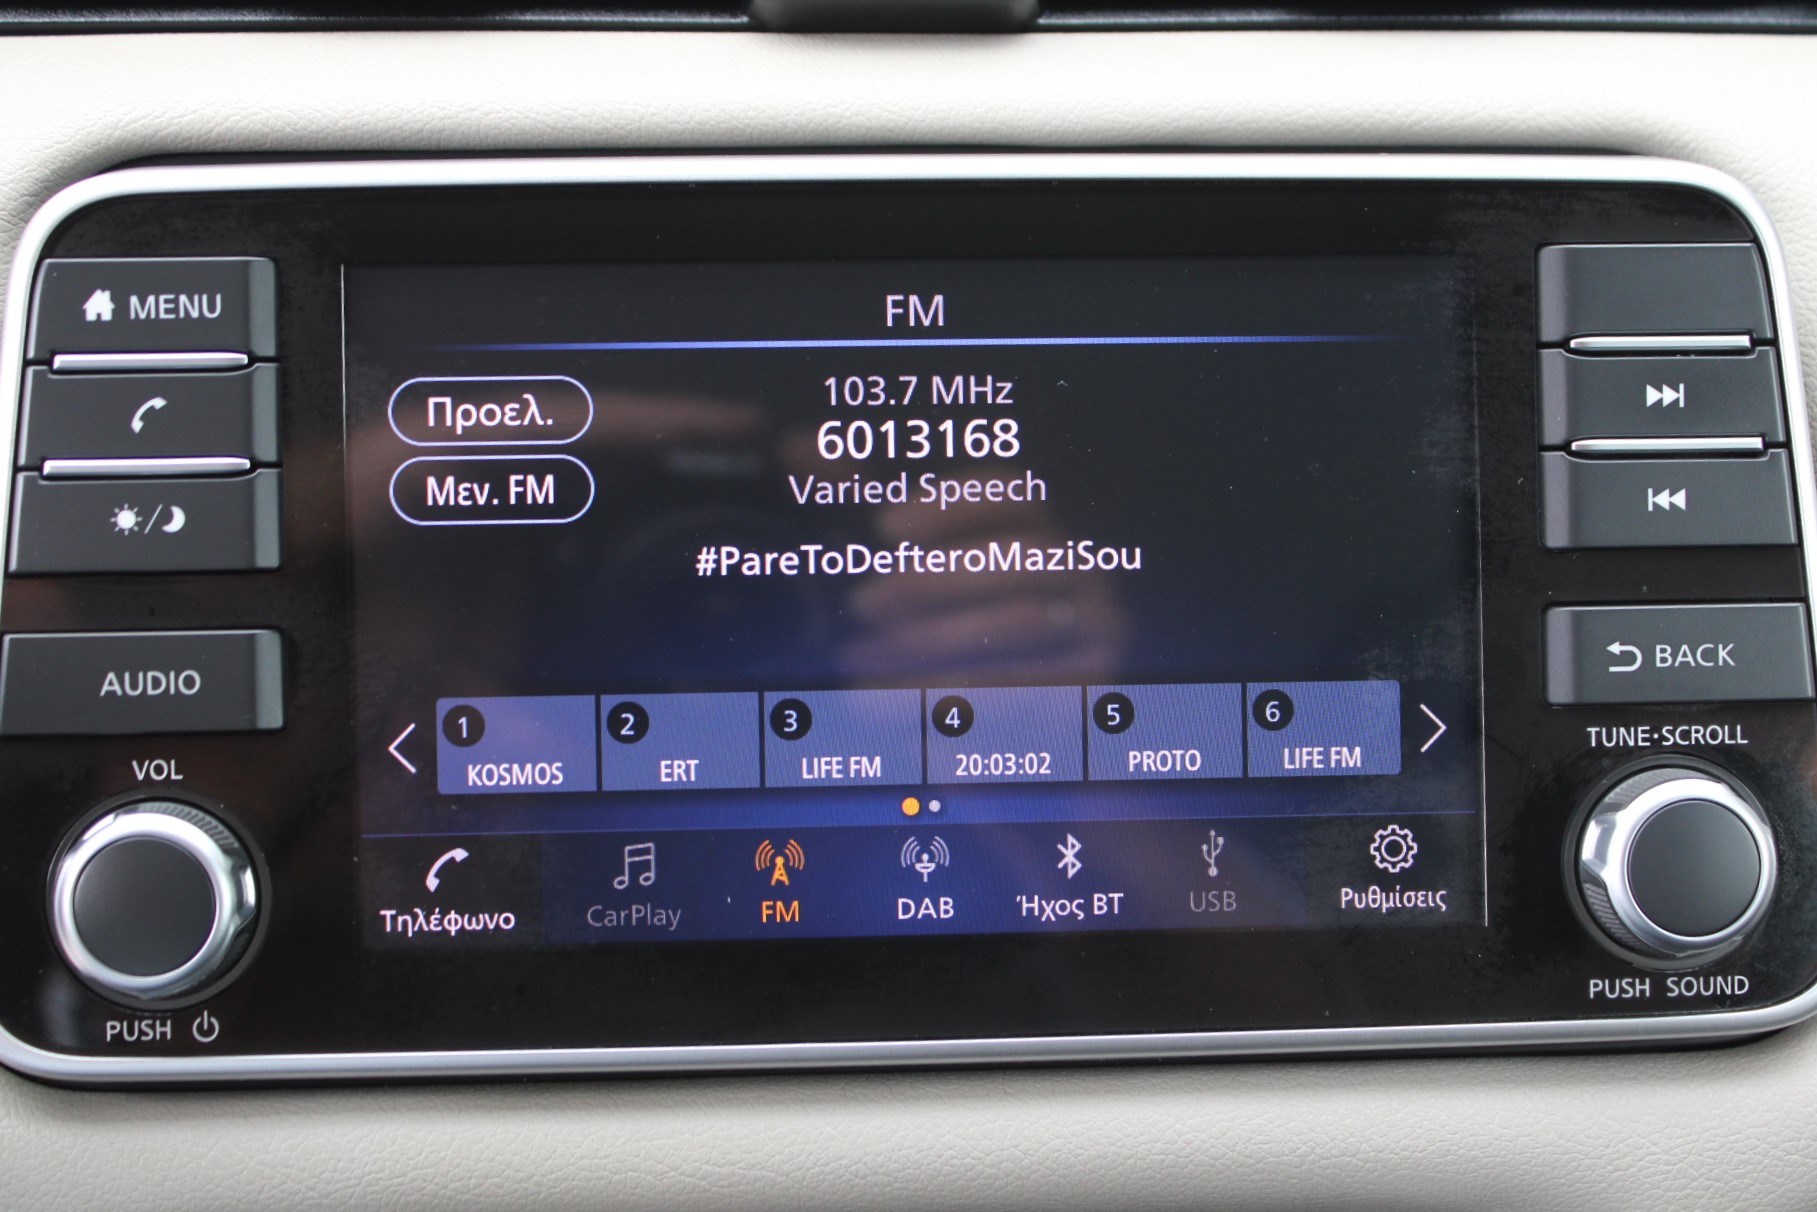 MENU
AUDIO
VOL
PUSH
FM
Προελ.
Μεν. FM
103.7 MHz
6013168
Varied Speech
#PareToDefteroMaziSou
1 KOSMOS
2 ERT
3 LIFE FM
4 20:03:02
5 PROTO
6 LIFE FM
Τηλέφωνο
CarPlay
FM
DAB
Ήχος BT
USB
Ρυθμίσεις
BACK
TUNE·SCROLL
PUSH SOUND